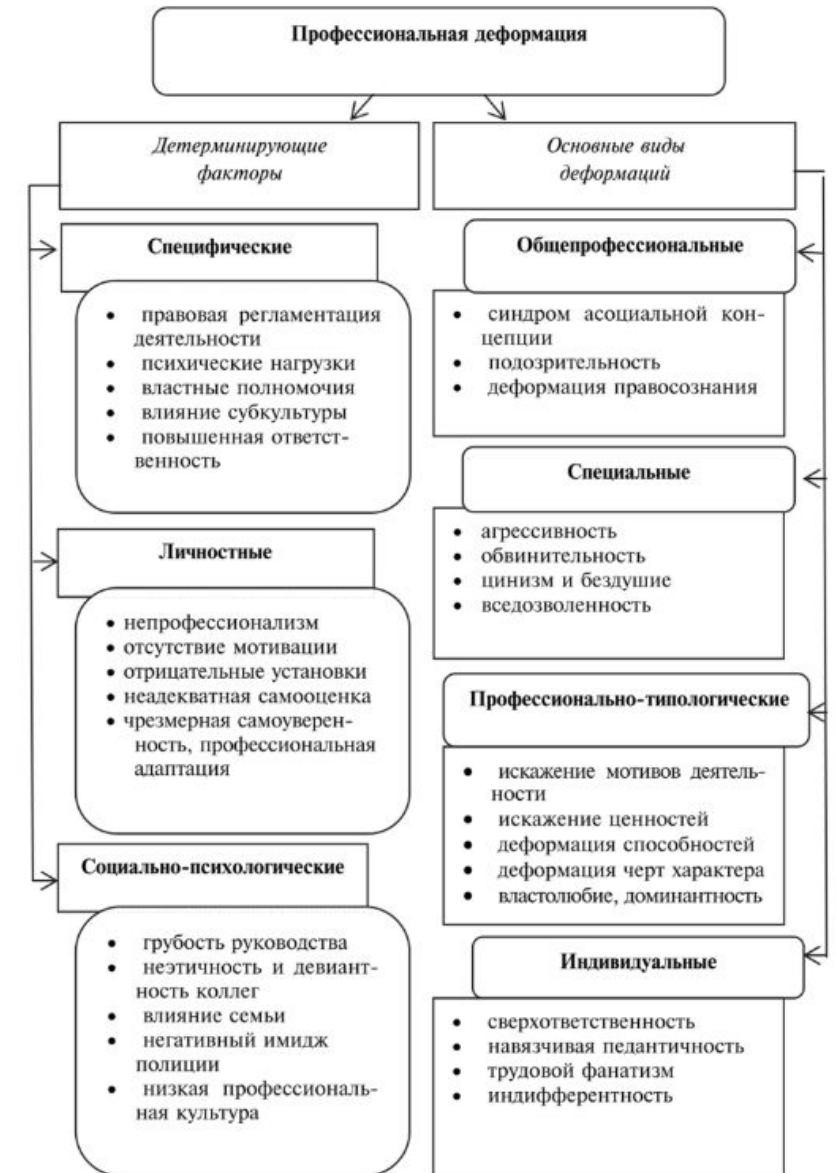 Профессиональная деформация
Детерминирующие
факторы
Специфические
• правовая регламентация
деятельности
• психические нагрузки
• властные полномочия
• влияние субкультуры
• повышенная ответст-
венность
Личностные
• непрофессионализм
• отсутствие мотивации
• отрицательные установки
• неадекватная самооценка
• чрезмерная самоуверен-
ность, профессиональная
адаптация
Социально-психологические
• грубость руководства
• неэтичность и девиант-
ность коллег
• влияние семьи
• негативный имидж
полиции
• низкая профессиональ-
ная культура
Основные виды
деформаций
Общепрофессиональные
• синдром асоциальной кон-
цепции
• подозрительность
• деформация правосознания
Специальные
• агрессивность
• обвинительность
• цинизм и бездушие
• вседозволенность
Профессионально-типологические
• искажение мотивов деятель-
ности
• искажение ценностей
• деформация способностей
• деформация черт характера
• властолюбие, доминантность
Индивидуальные
• сверхответственность
• навязчивая педантичность
• трудовой фанатизм
• индифферентность